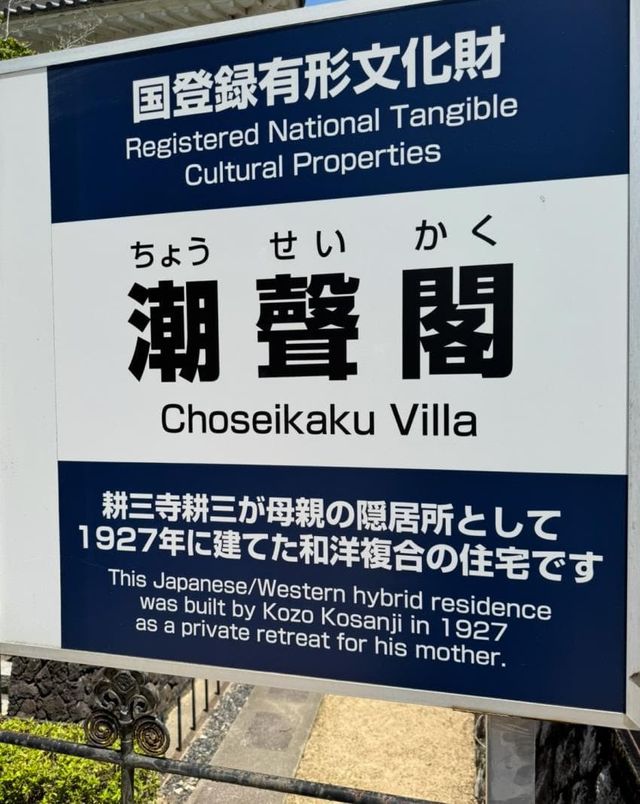 国登録有形文化財
Registered National Tangible
Cultural Properties
ちょう せい かく
潮聲閣
Choseikaku Villa
耕三寺耕三が母親の隠居所として
1927年に建てた和洋複合の住宅です
This Japanese/Western hybrid residence
was built by Kozo Kosanji in 1927
as a private retreat for his mother.